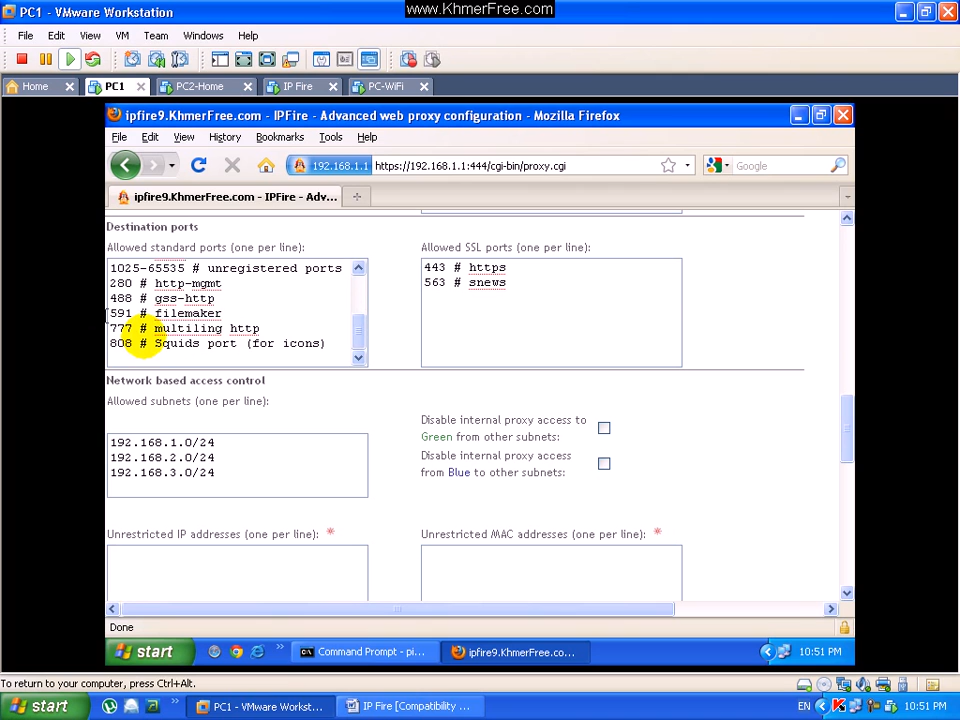 www.KhmerFree.com
PC1 - VMware Workstation
File Edit View VM Team Windows Help
Home PC1 PC2-Home IP Fire PC-WiFi
ipfire9.KhmerFree.com - IPFire - Advanced web proxy configuration - Mozilla Firefox
File Edit View History Bookmarks Tools Help
192.168.1.1 https://192.168.1.1:444/cgi-bin/proxy.cgi Google
ipfire9.KhmerFree.com - IPFire - Adv...
Destination ports
Allowed standard ports (one per line): Allowed SSL ports (one per line):
1025-65535 # unregistered ports 443 # https
280 # http-mgmt 563 # snews
488 # gss-http
591 # filemaker
777 # multiling http
808 # Squids port (for icons)
Network based access control
Allowed subnets (one per line):
Disable internal proxy access to
Green from other subnets:
192.168.1.0/24
192.168.2.0/24
192.168.3.0/24
Disable internal proxy access
from Blue to other subnets:
Unrestricted IP addresses (one per line): * Unrestricted MAC addresses (one per line): *
Done
start Command Prompt - pi... ipfire9.KhmerFree.co... 10:51 PM
To return to your computer, press Ctrl+Alt.
start PC1 - VMware Workst... IP Fire [Compatibility ... EN 10:51 PM